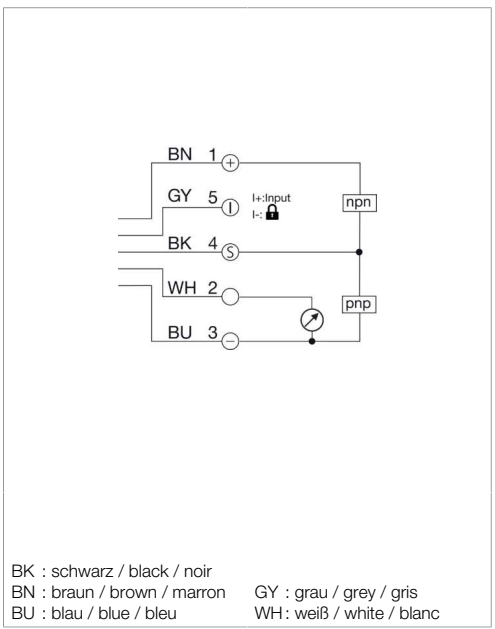 BN 1 +
GY 5 I I+:Input
I-:
npn
BK 4 S
WH 2
pnp
BU 3 −
BK : schwarz / black / noir
BN : braun / brown / marron GY : grau / grey / gris
BU : blau / blue / bleu WH : weiß / white / blanc